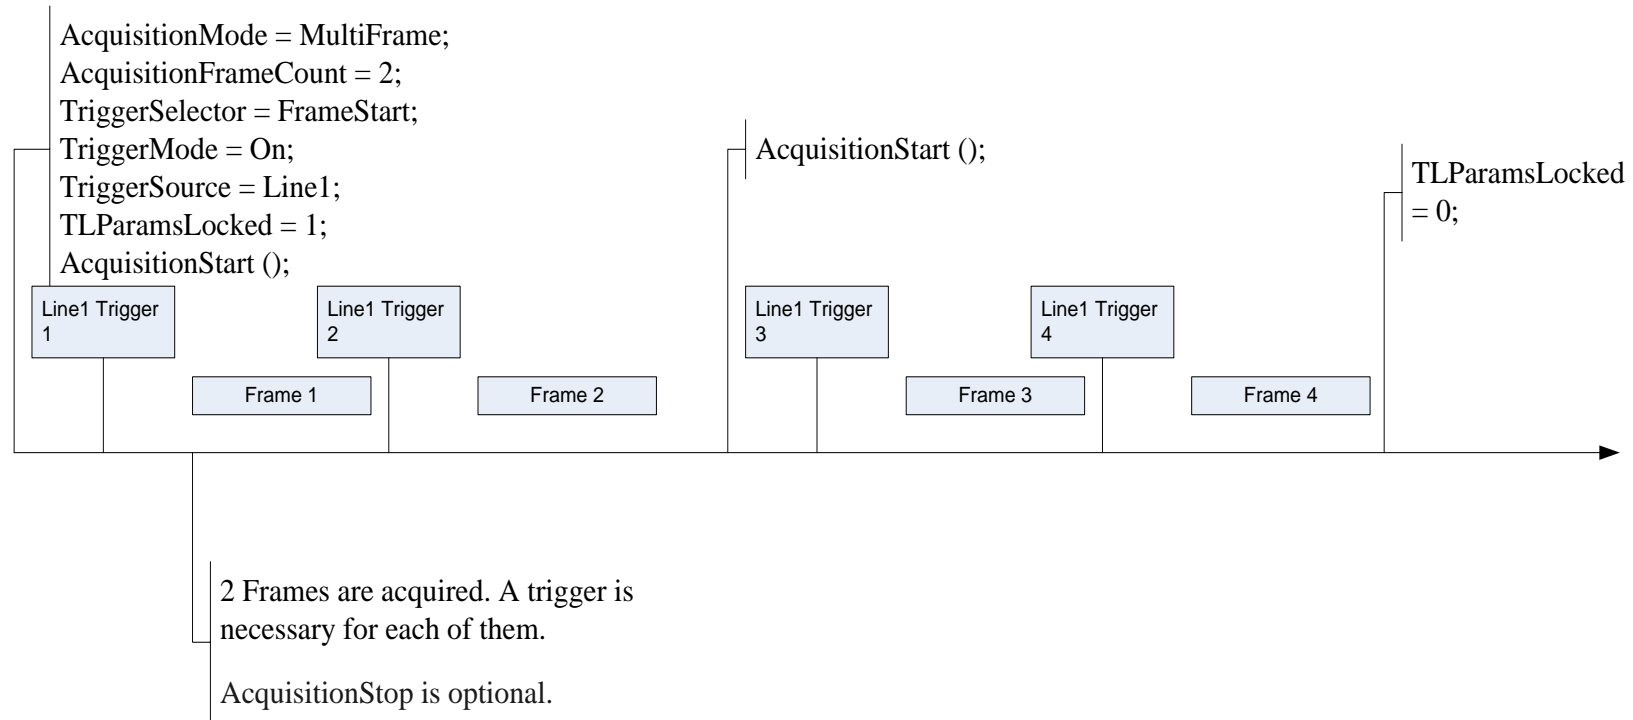 AcquisitionMode = MultiFrame;
AcquisitionFrameCount = 2;
TriggerSelector = FrameStart;
TriggerMode = On;
TriggerSource = Line1;
TLParamsLocked = 1;
AcquisitionStart ();
AcquisitionStart ();
TLParamsLocked
= 0;
Line1 Trigger
1
Line1 Trigger
2
Line1 Trigger
3
Line1 Trigger
4
Frame 1
Frame 2
Frame 3
Frame 4
2 Frames are acquired. A trigger is
necessary for each of them.
AcquisitionStop is optional.